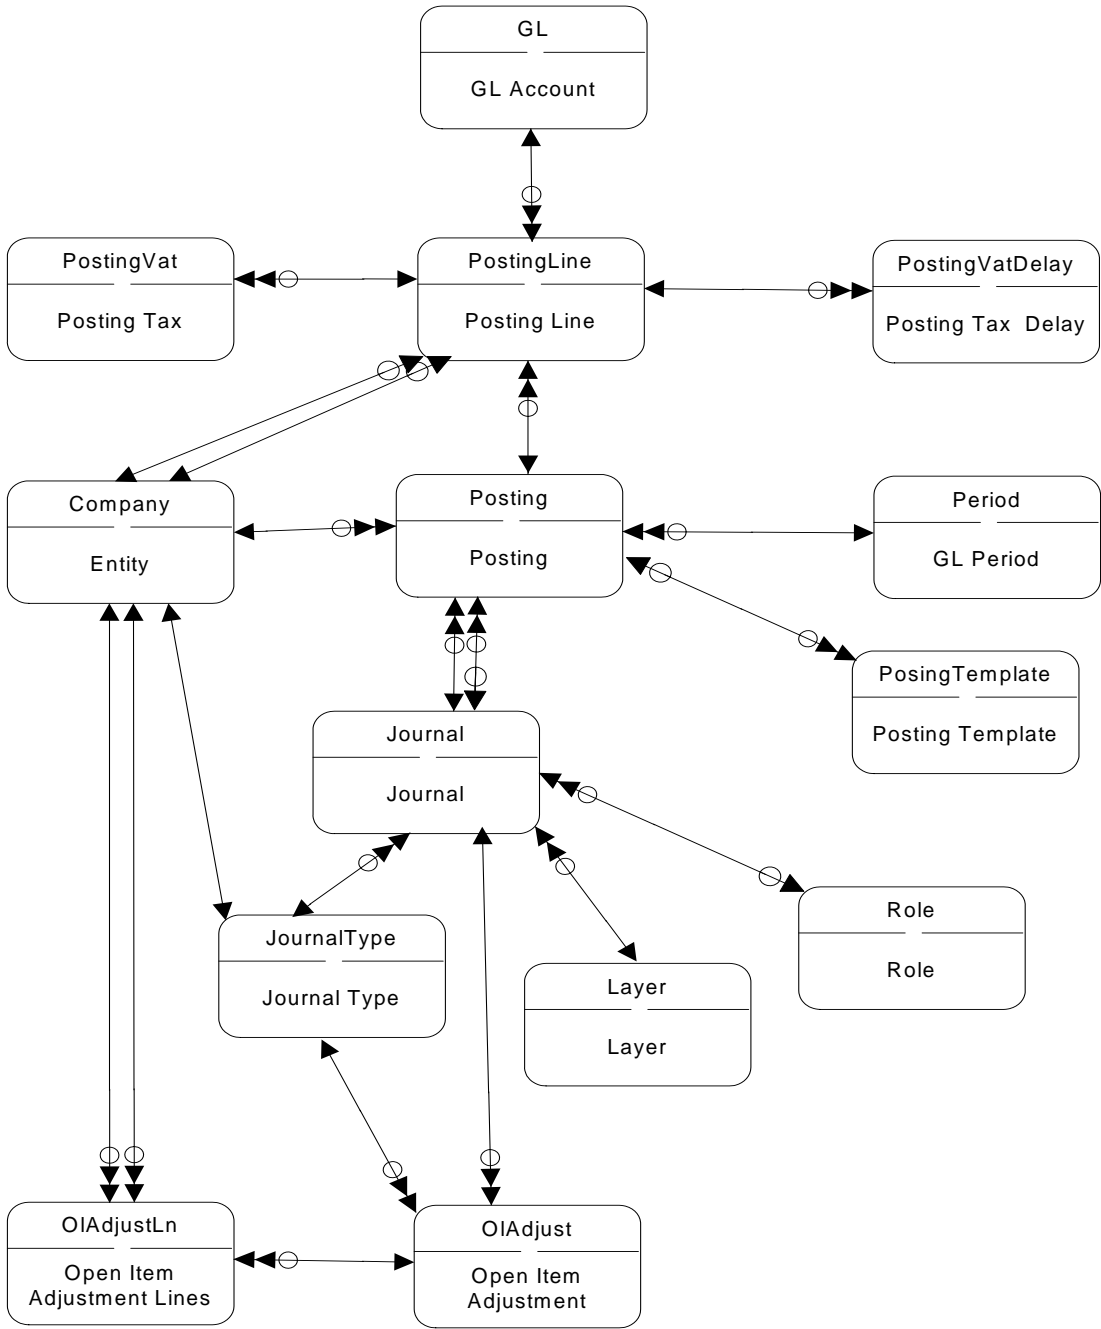 GL
GL Account
PostingVat
Posting Tax
PostingLine
Posting Line
PostingVatDelay
Posting Tax Delay
Company
Entity
Posting
Posting
Period
GL Period
PosingTemplate
Posting Template
Journal
Journal
JournalType
Journal Type
Layer
Layer
Role
Role
OIAdjustLn
Open Item
Adjustment Lines
OIAdjust
Open Item
Adjustment